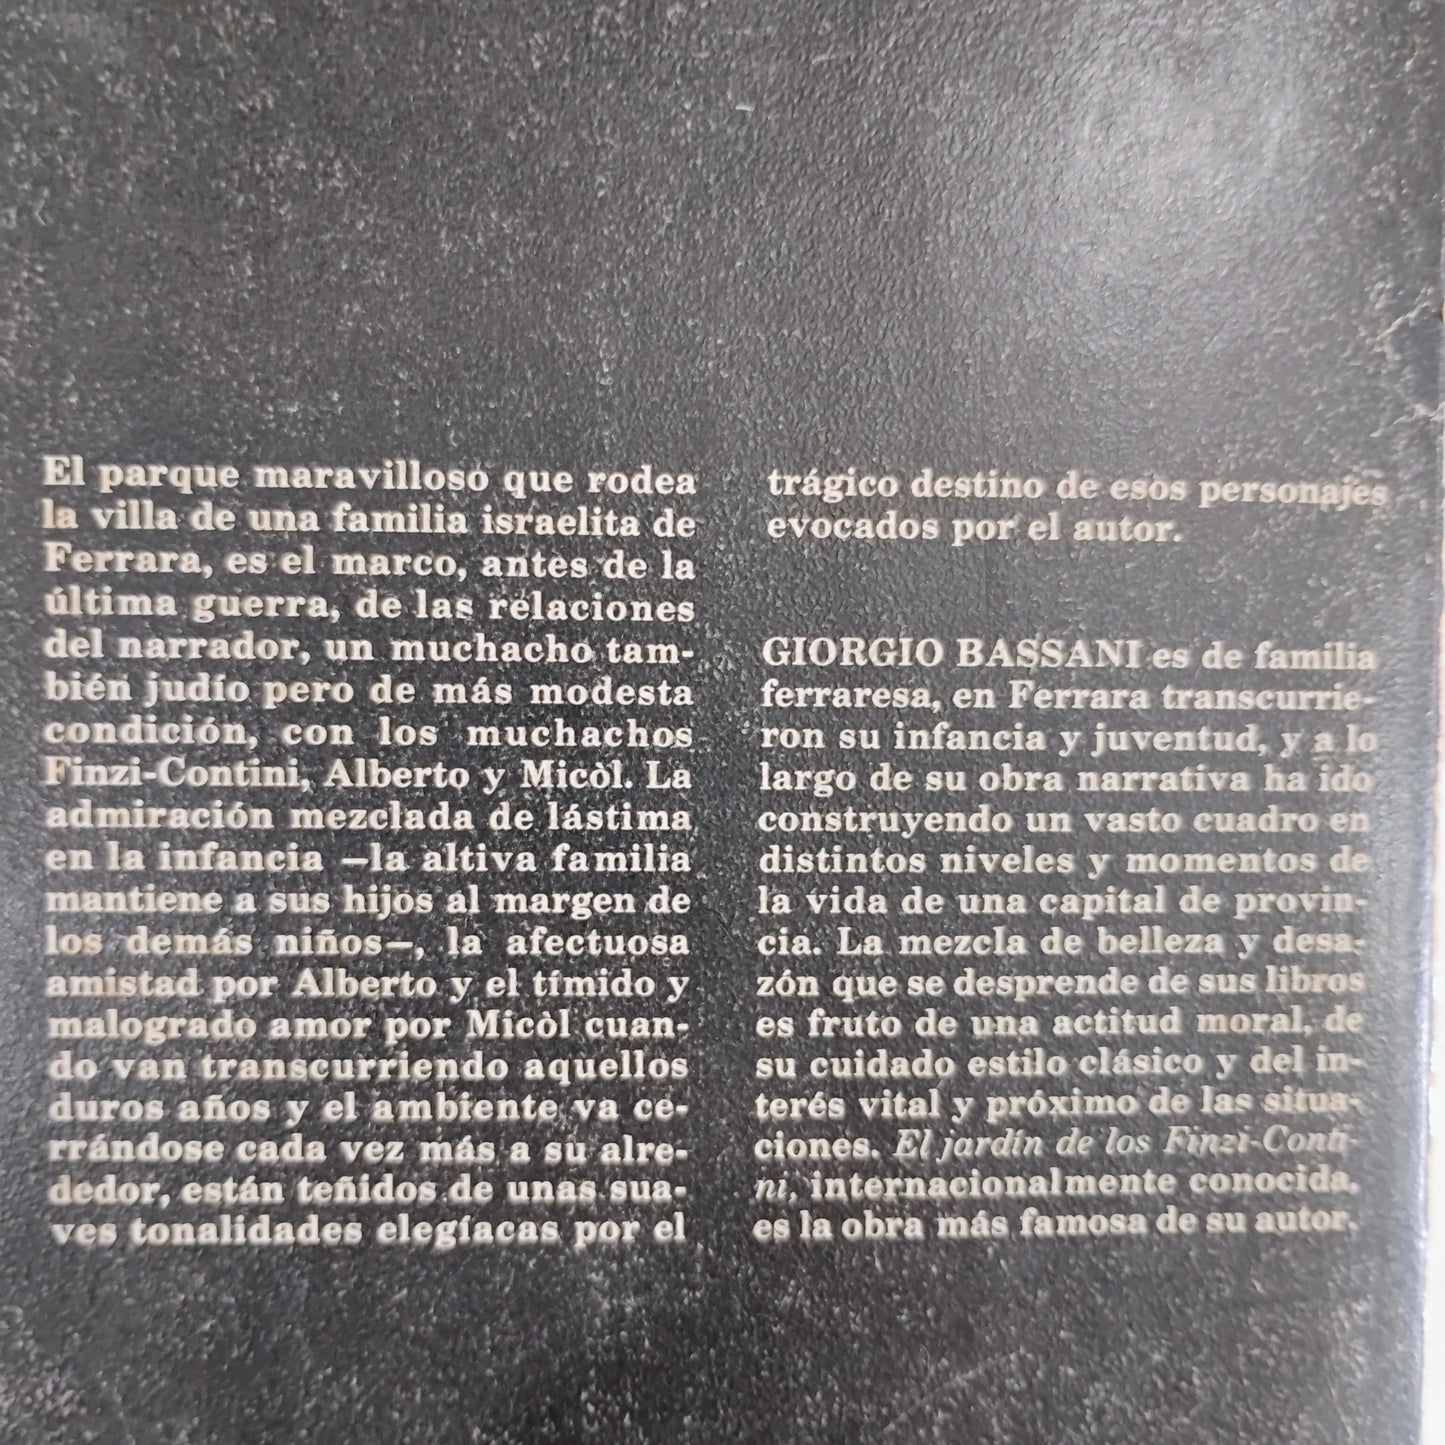 El parque maravilloso que rodea
la villa de una familia israelita de
Ferrara, es el marco, antes de la
última guerra, de las relaciones
del narrador, un muchacho tam-
bién judío pero de más modesta
condición, con los muchachos
Finzi-Contini, Alberto y Micòl. La
admiración mezclada de lástima
en la infancia —la altiva familia
mantiene a sus hijos al margen de
los demás niños—, la afectuosa
amistad por Alberto y el tímido y
malogrado amor por Micòl cuan-
do van transcurriendo aquellos
duros años y el ambiente va ce-
rrándose cada vez más a su alre-
dedor, están teñidos de unas sua-
ves tonalidades elegíacas por el
trágico destino de esos personajes
evocados por el autor.
GIORGIO BASSANI es de familia
ferraresa, en Ferrara transcurrie-
ron su infancia y juventud, y a lo
largo de su obra narrativa ha ido
construyendo un vasto cuadro en
distintos niveles y momentos de
la vida de una capital de provin-
cia. La mezcla de belleza y desa-
zón que se desprende de sus libros
es fruto de una actitud moral, de
su cuidado estilo clásico y del in-
terés vital y próximo de las situa-
ciones. El jardín de los Finzi-Conti-
ni, internacionalmente conocida,
es la obra más famosa de su autor.